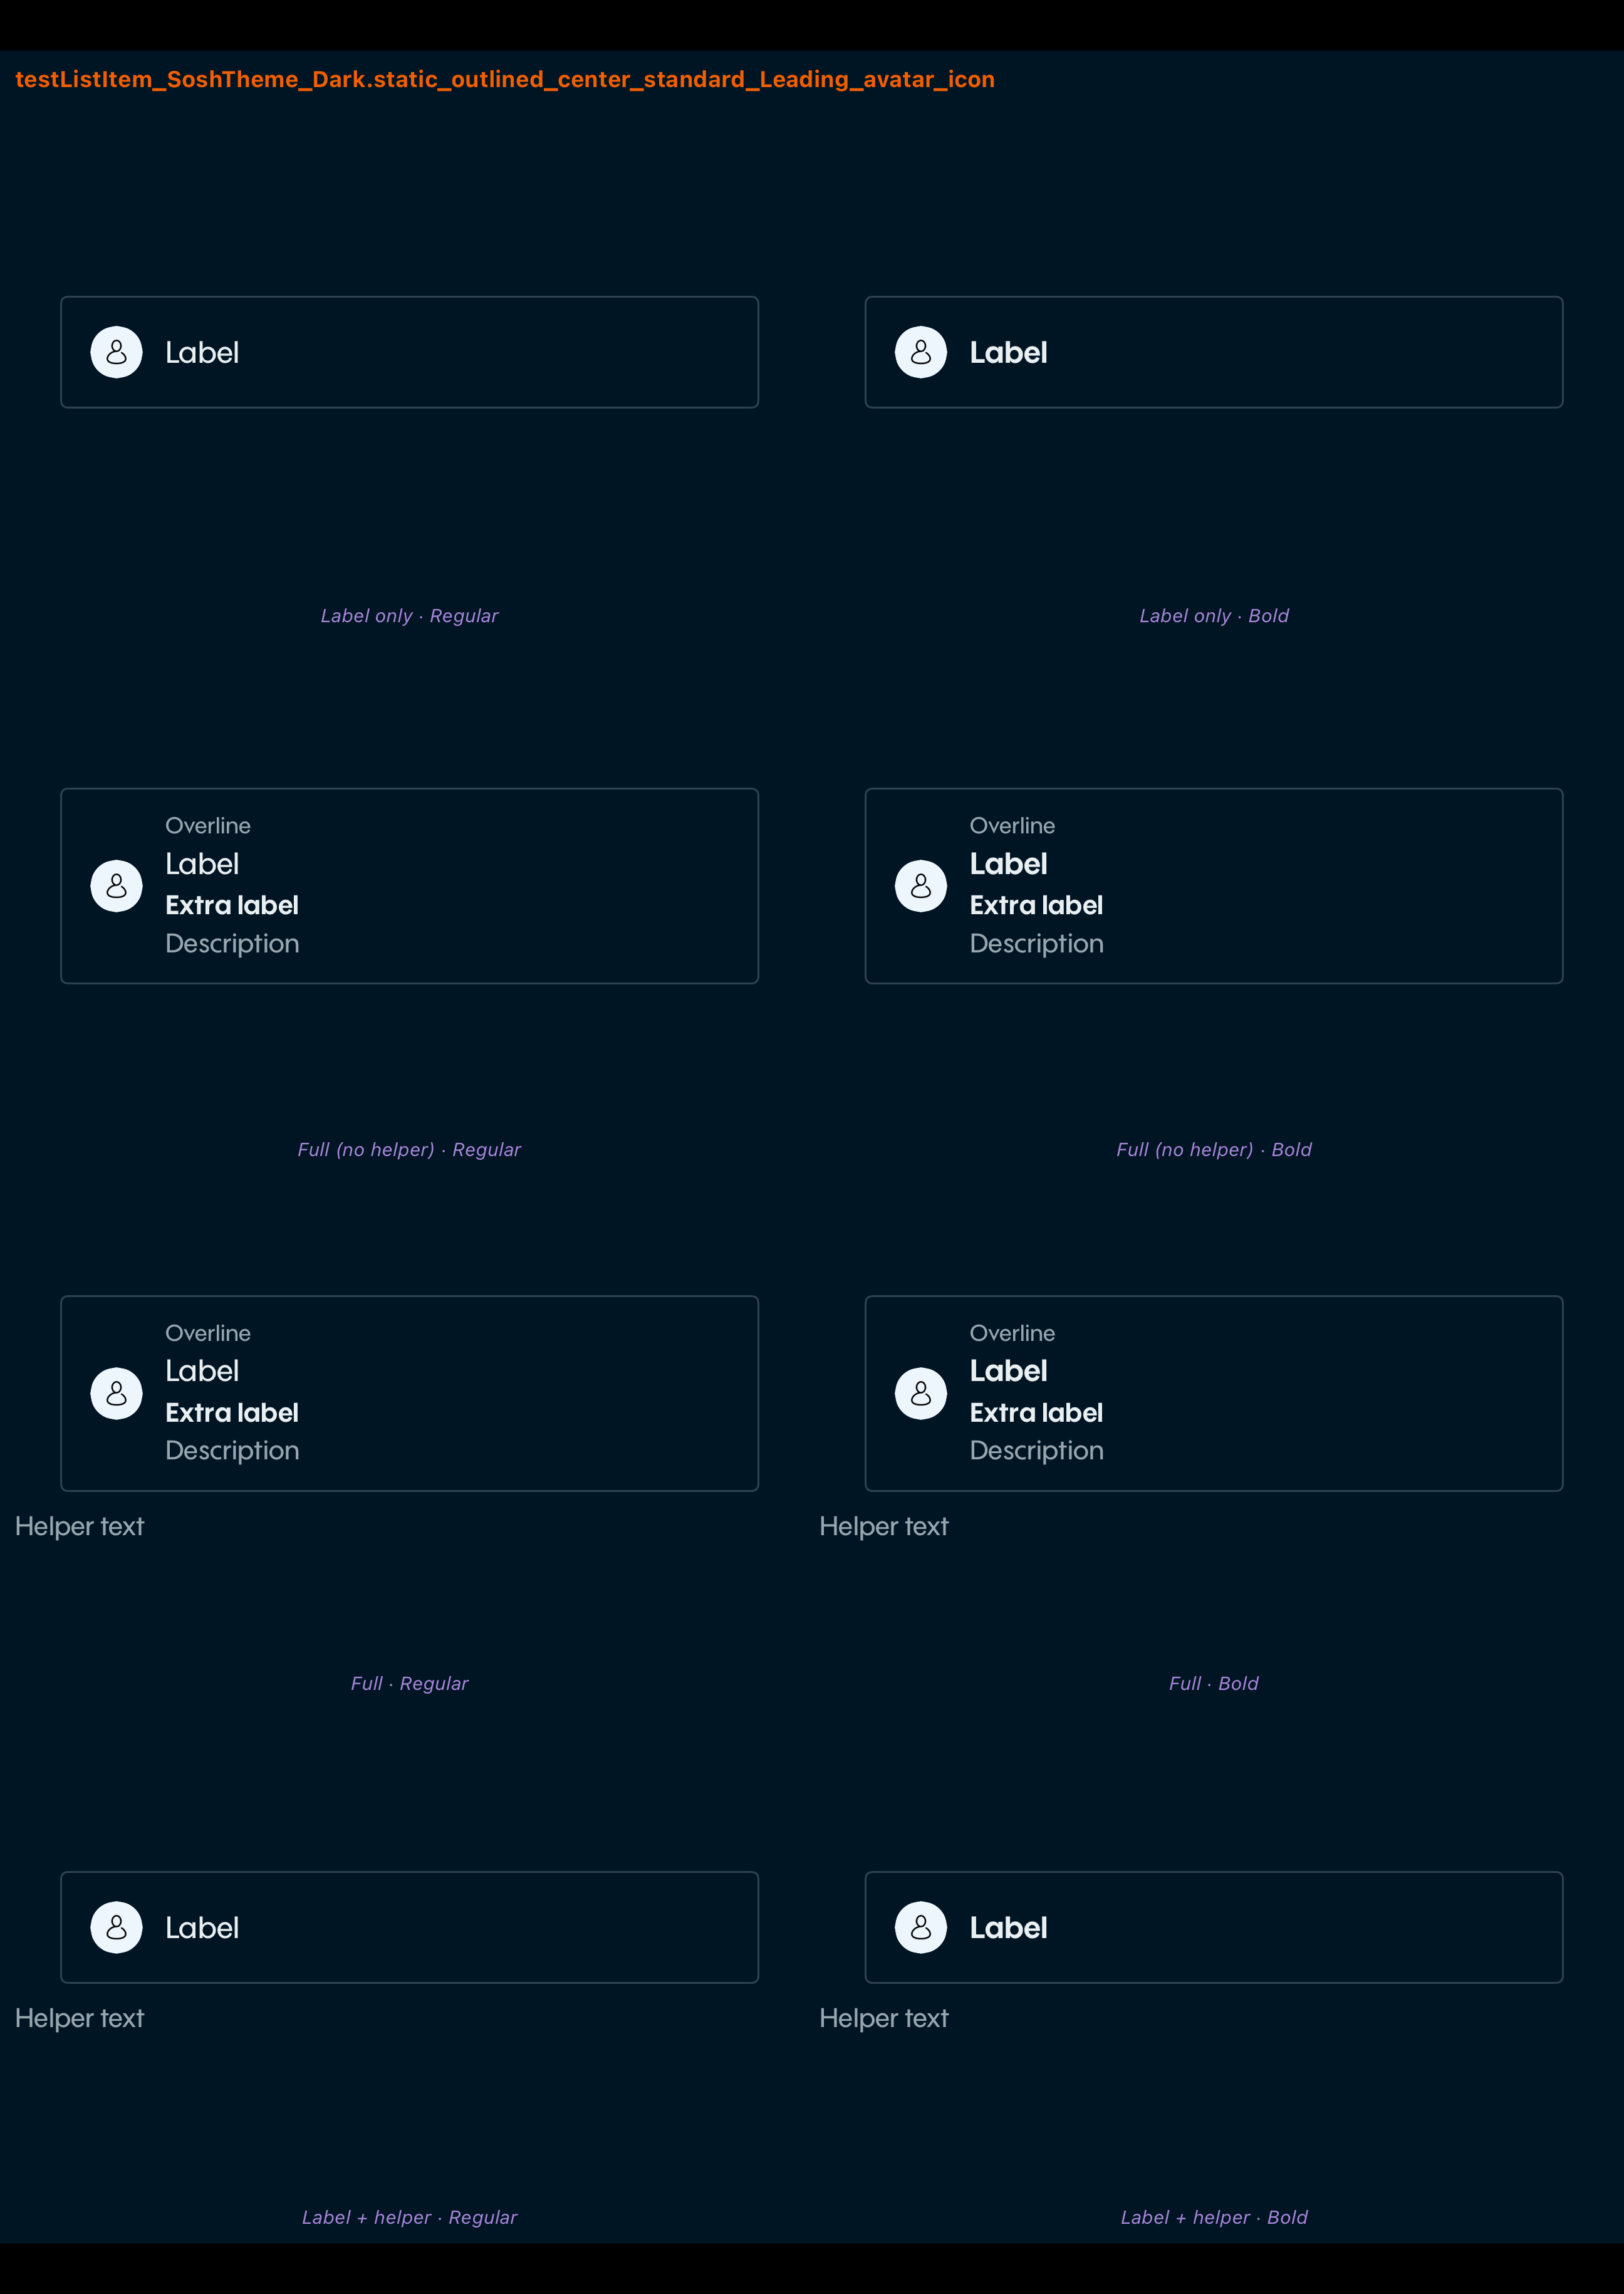 testListItem_SoshTheme_Dark.static_outlined_center_standard_Leading_avatar_icon
Label
Label
Label only · Regular
Label only · Bold
Overline
Label
Extra label
Description
Overline
Label
Extra label
Description
Full (no helper) · Regular
Full (no helper) · Bold
Overline
Label
Extra label
Description
Helper text
Overline
Label
Extra label
Description
Helper text
Full · Regular
Full · Bold
Label
Helper text
Label
Helper text
Label + helper · Regular
Label + helper · Bold